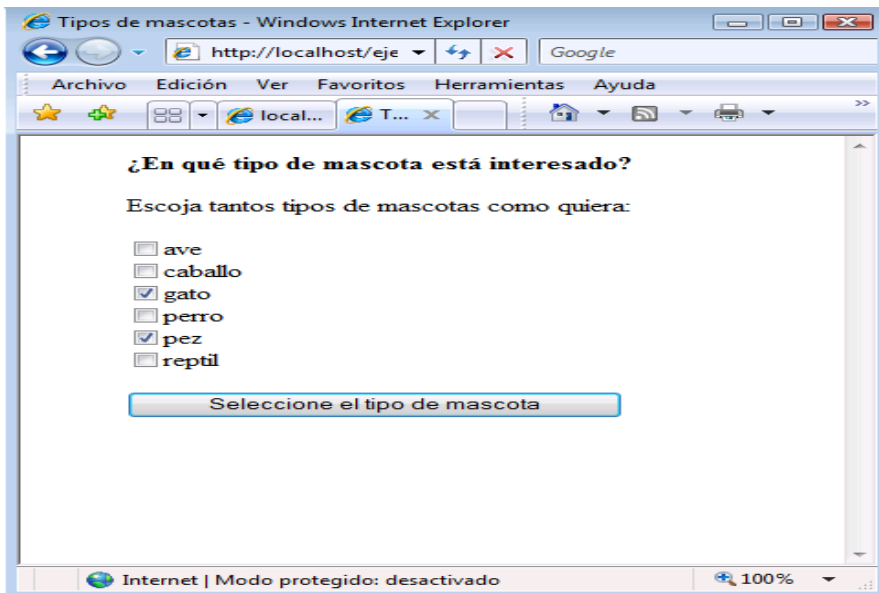 Tipos de mascotas - Windows Internet Explorer
http://localhost/eje
Google
Archivo Edición Ver Favoritos Herramientas Ayuda
local... T...
¿En qué tipo de mascota está interesado?
Escoja tantos tipos de mascotas como quiera:
ave
caballo
gato
perro
pez
reptil
Seleccione el tipo de mascota
Internet | Modo protegido: desactivado 100%